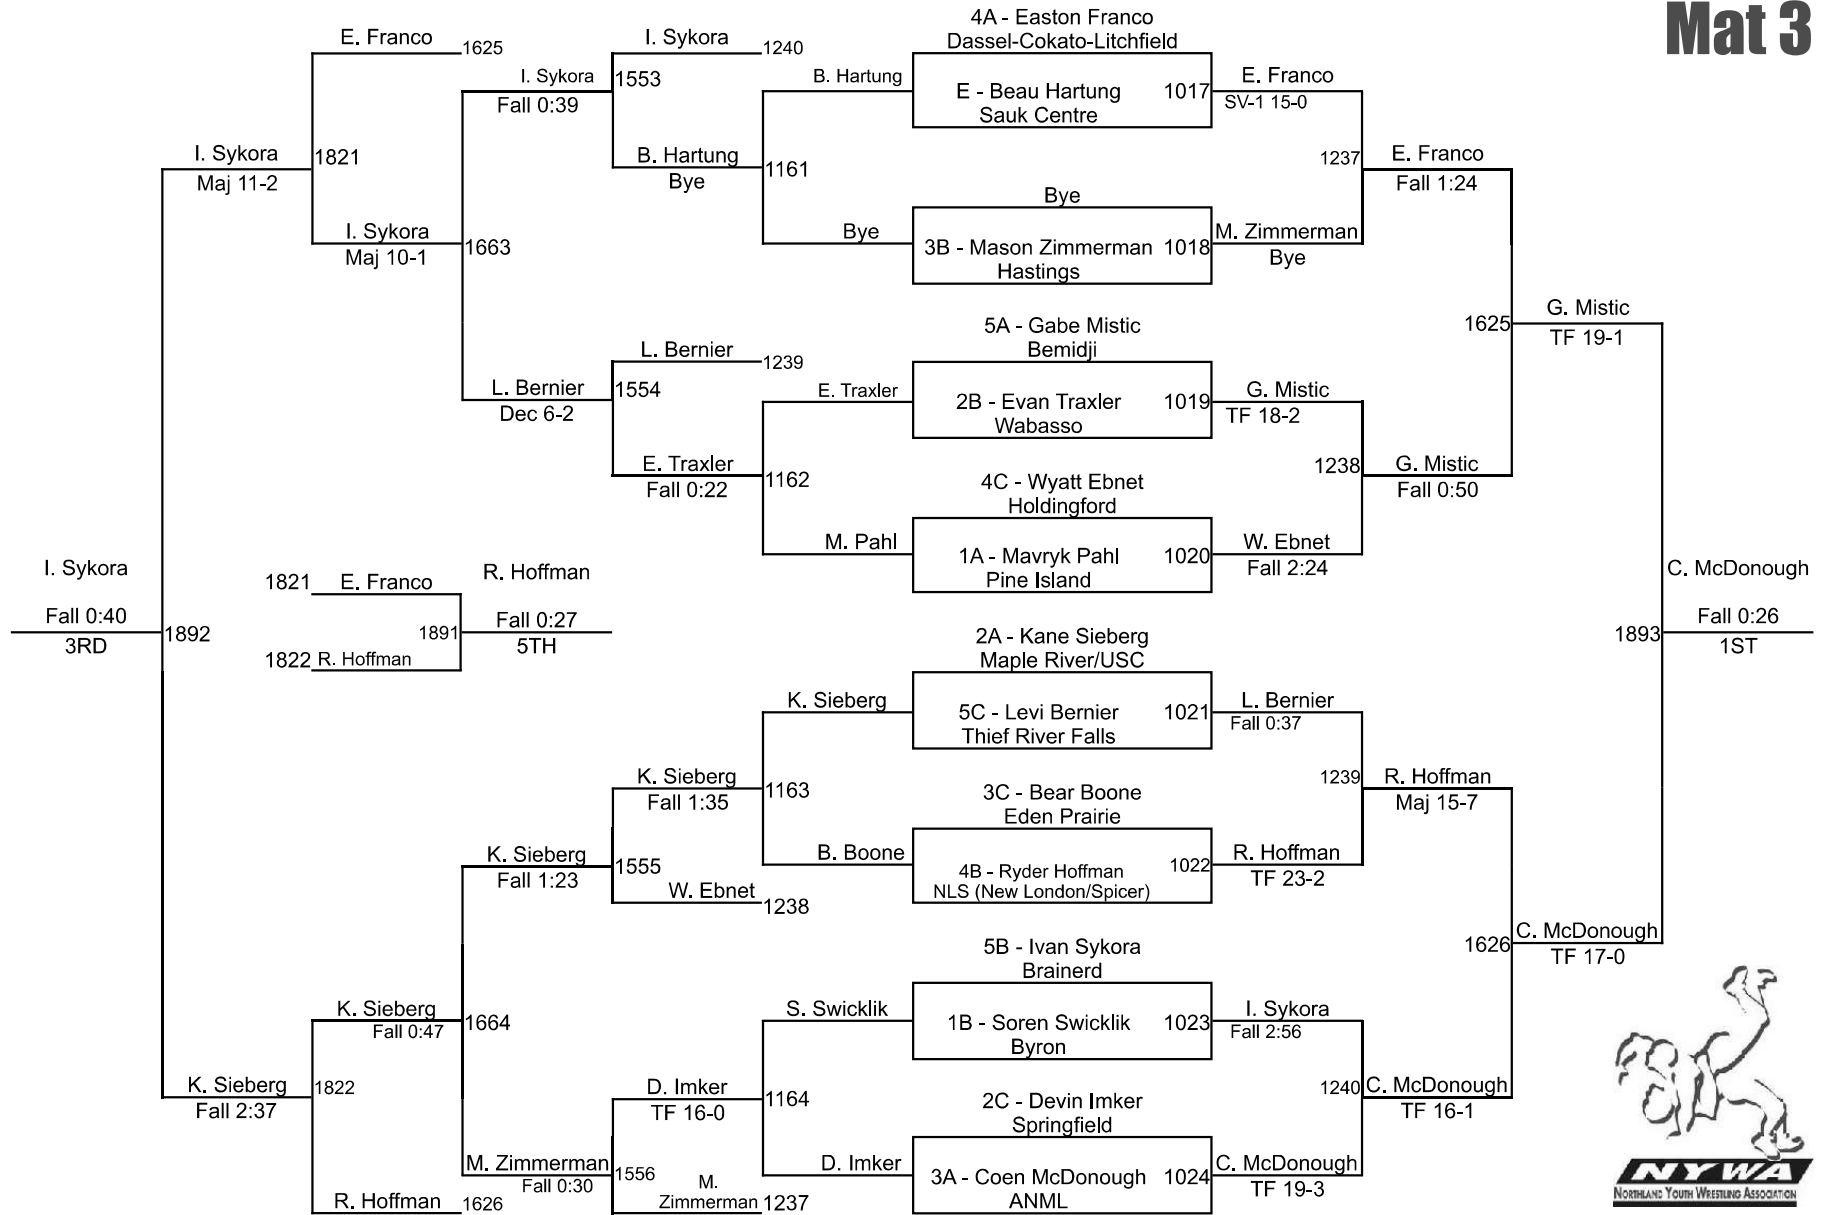 Mat 3
4A - Easton Franco
Dassel-Cokato-Litchfield
E. Franco 1625
I. Sykora 1240
I. Sykora 1553
Fall 0:39
B. Hartung
E - Beau Hartung 1017
Sauk Centre
E. Franco
SV-1 15-0
I. Sykora 1821
Maj 11-2
B. Hartung 1161
Bye
1237 E. Franco
Fall 1:24
Bye
I. Sykora 1663
Maj 10-1
Bye
3B - Mason Zimmerman 1018
Hastings
M. Zimmerman
Bye
5A - Gabe Mistic
Bemidji
1625 G. Mistic
TF 19-1
L. Bernier 1239
L. Bernier 1554
Dec 6-2
E. Traxler
2B - Evan Traxler 1019
Wabasso
G. Mistic
TF 18-2
E. Traxler 1162
Fall 0:22
4C - Wyatt Ebnet
Holdingford
1238 G. Mistic
Fall 0:50
M. Pahl
1A - Mavryk Pahl 1020
Pine Island
W. Ebnet
Fall 2:24
I. Sykora
Fall 0:40
3RD
1892
1821 E. Franco
1822 R. Hoffman
1891
R. Hoffman
Fall 0:27
5TH
C. McDonough
1893 Fall 0:26
1ST
2A - Kane Sieberg
Maple River/USC
K. Sieberg
5C - Levi Bernier 1021
Thief River Falls
L. Bernier
Fall 0:37
K. Sieberg 1163
Fall 1:35
3C - Bear Boone
Eden Prairie
1239 R. Hoffman
Maj 15-7
K. Sieberg 1555
Fall 1:23
B. Boone
4B - Ryder Hoffman 1022
NLS (New London/Spicer)
R. Hoffman
TF 23-2
W. Ebnet 1238
5B - Ivan Sykora
Brainerd
1626 C. McDonough
TF 17-0
K. Sieberg 1664
Fall 0:47
S. Swicklik
1B - Soren Swicklik 1023
Byron
I. Sykora
Fall 2:56
K. Sieberg 1822
Fall 2:37
D. Imker 1164
TF 16-0
2C - Devin Imker
Springfield
1240 C. McDonough
TF 16-1
M. Zimmerman 1556
Fall 0:30
D. Imker
3A - Coen McDonough 1024
ANML
C. McDonough
TF 19-3
R. Hoffman 1626
M.
Zimmerman 1237
NYWA
NORTHLAND YOUTH WRESTLING ASSOCIATION